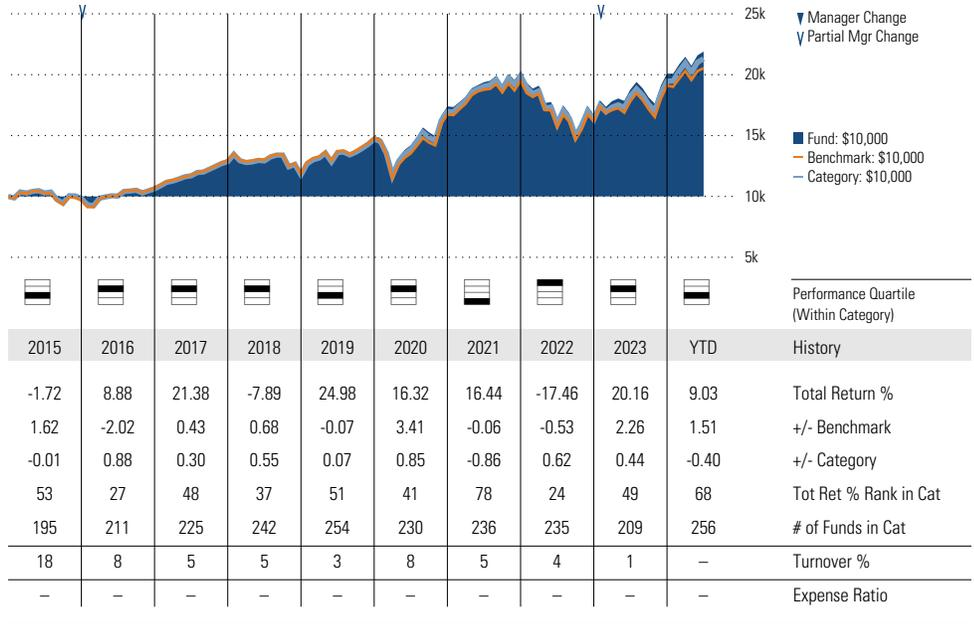 25k
Manager Change
Partial Mgr Change
20k
15k
Fund: $10,000
Benchmark: $10,000
Category: $10,000
10k
5k
Performance Quartile
(Within Category)
2015 2016 2017 2018 2019 2020 2021 2022 2023 YTD History
-1.72 8.88 21.38 -7.89 24.98 16.32 16.44 -17.46 20.16 9.03 Total Return %
1.62 -2.02 0.43 0.68 -0.07 3.41 -0.06 -0.53 2.26 1.51 +/- Benchmark
-0.01 0.88 0.30 0.55 0.07 0.85 -0.86 0.62 0.44 -0.40 +/- Category
53 27 48 37 51 41 78 24 49 68 Tot Ret % Rank in Cat
195 211 225 242 254 230 236 235 209 256 # of Funds in Cat
18 8 5 5 3 8 5 4 1 – Turnover %
– – – – – – – – – – Expense Ratio